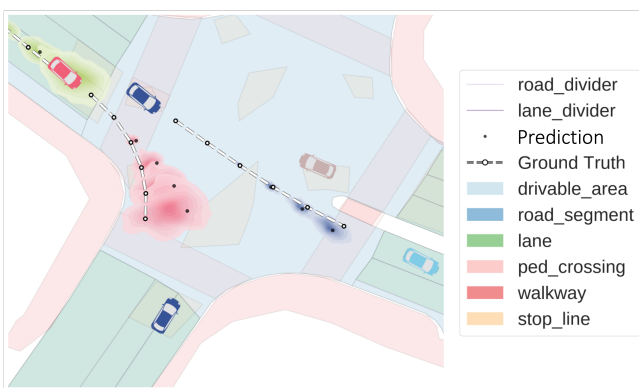 road_divider
lane_divider
Prediction
Ground Truth
drivable_area
road_segment
lane
ped_crossing
walkway
stop_line